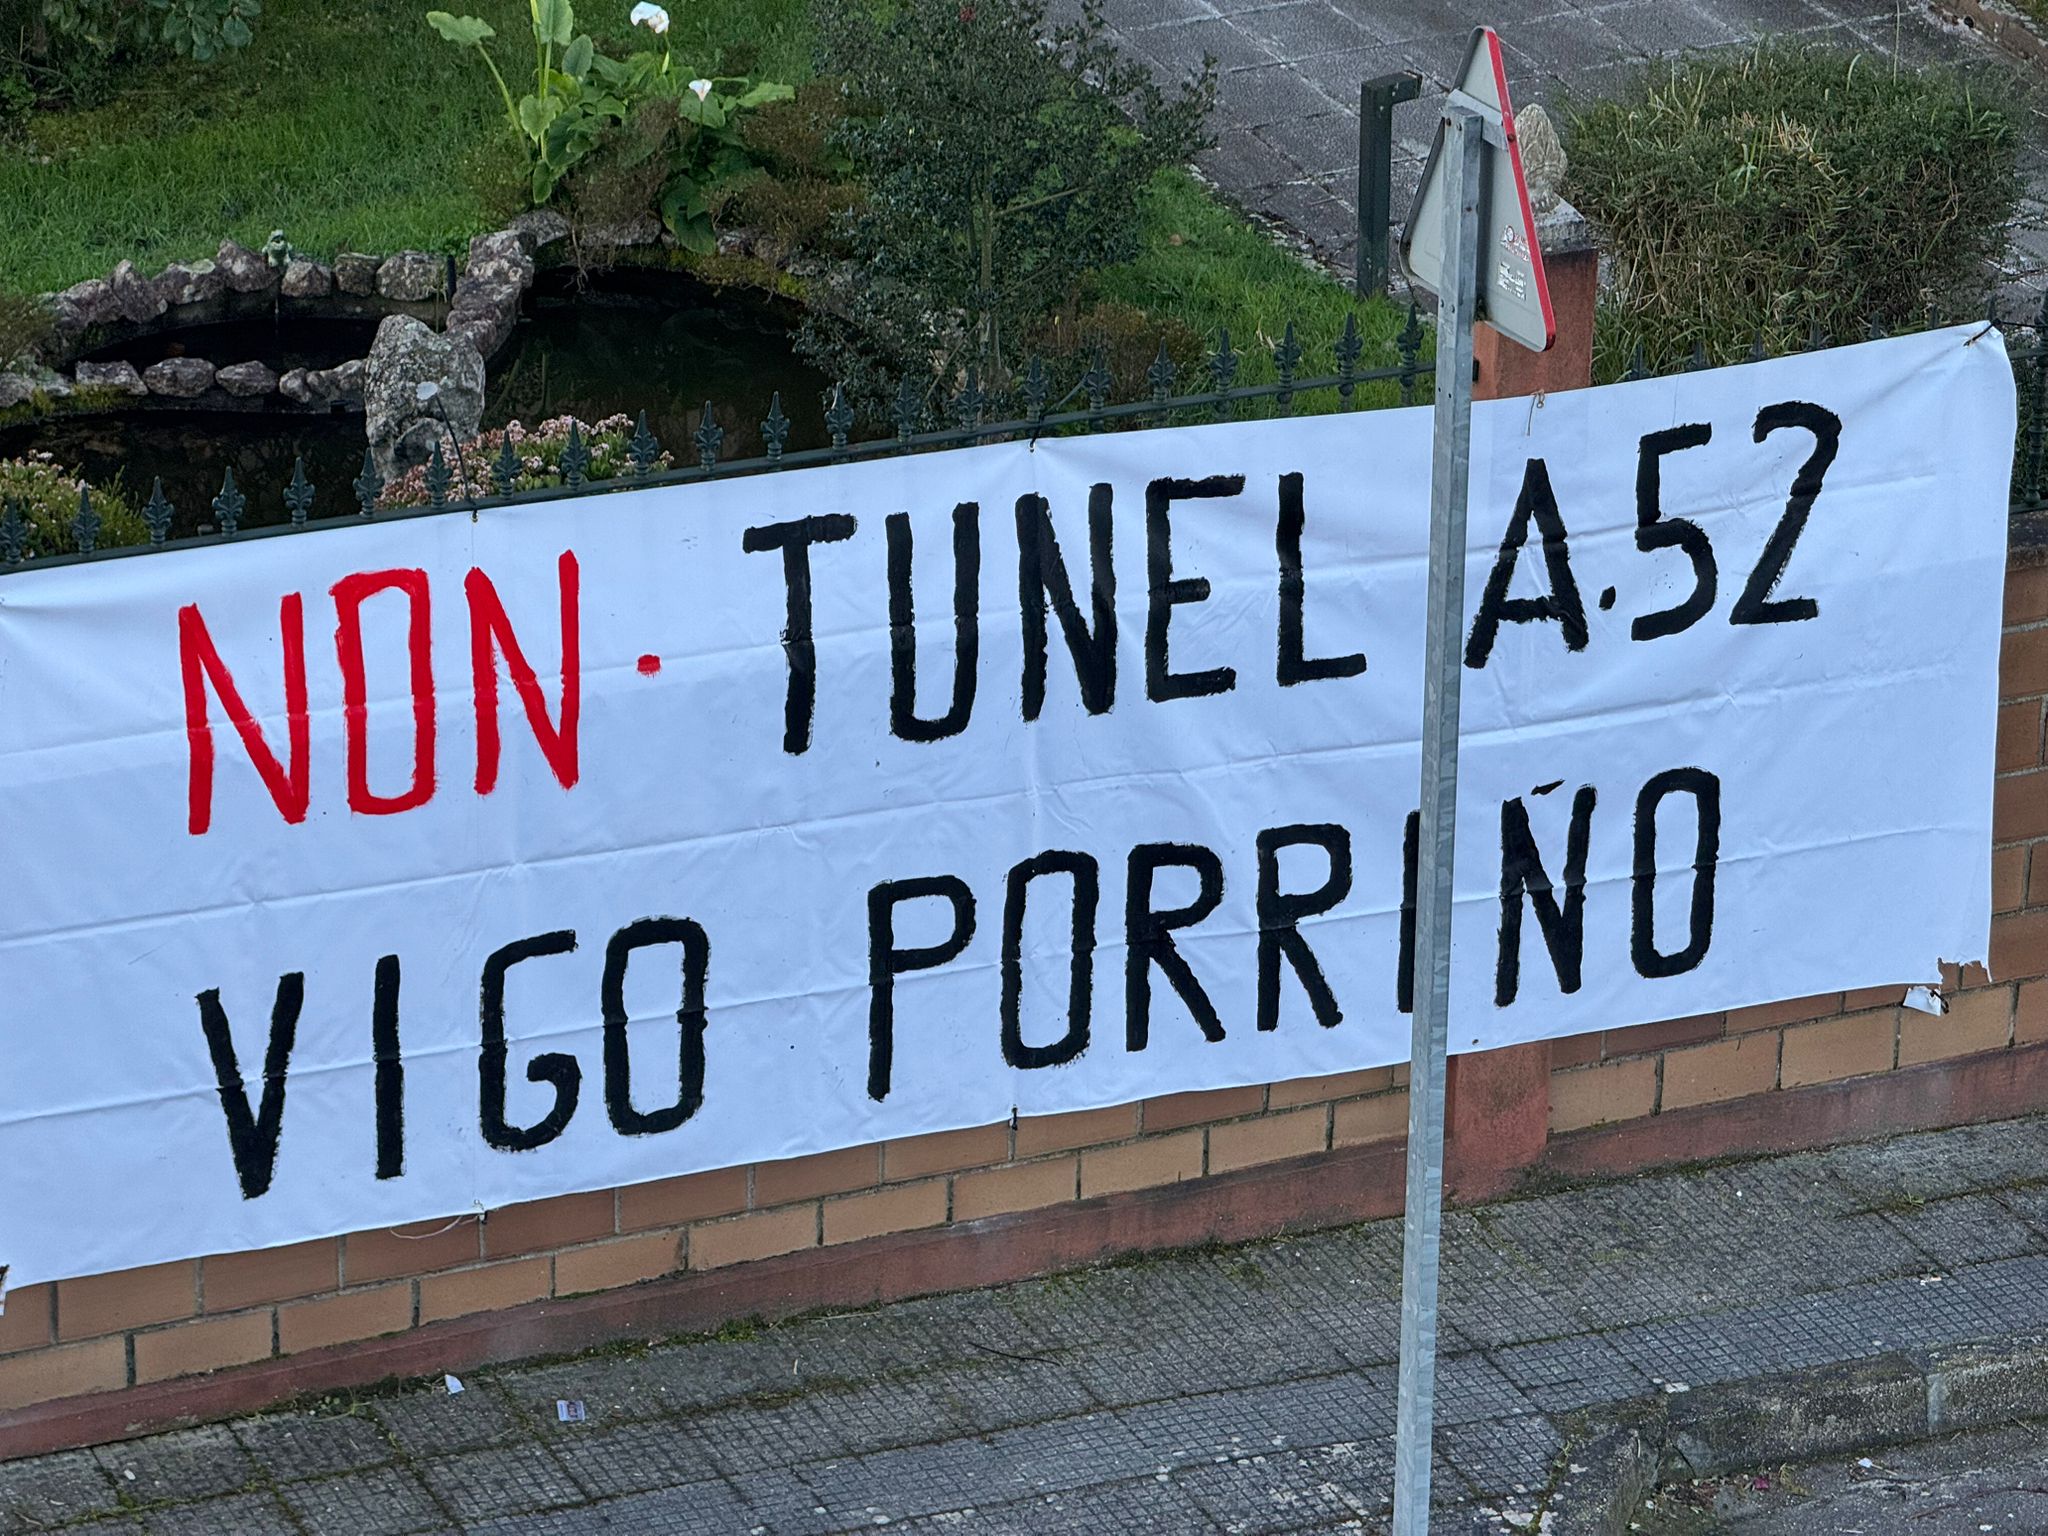 NON· TUNEL A.52
VIGO PORRIÑO